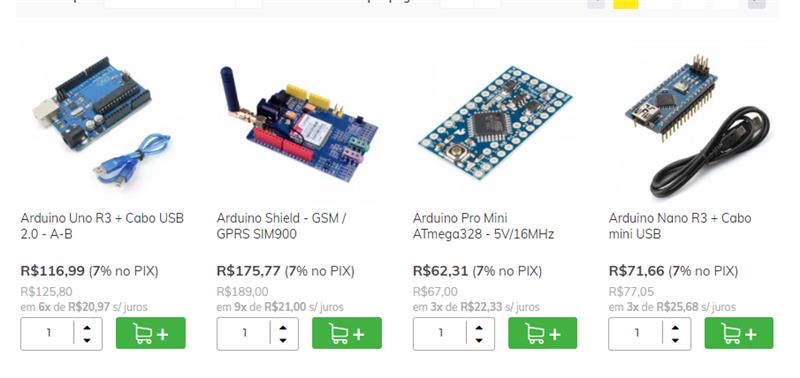 Arduino Uno R3 + Cabo USB
2.0 - A-B
R$116,99 (7% no PIX)
R$125,80
em 6x de R$20,97 s/ juros
1
+
Arduino Shield - GSM /
GPRS SIM900
R$175,77 (7% no PIX)
R$189,00
em 9x de R$21,00 s/ juros
1
+
Arduino Pro Mini
ATmega328 - 5V/16MHz
R$62,31 (7% no PIX)
R$67,00
em 3x de R$22,33 s/ juros
1
+
Arduino Nano R3 + Cabo
mini USB
R$71,66 (7% no PIX)
R$77,05
em 3x de R$25,68 s/ juros
1
+